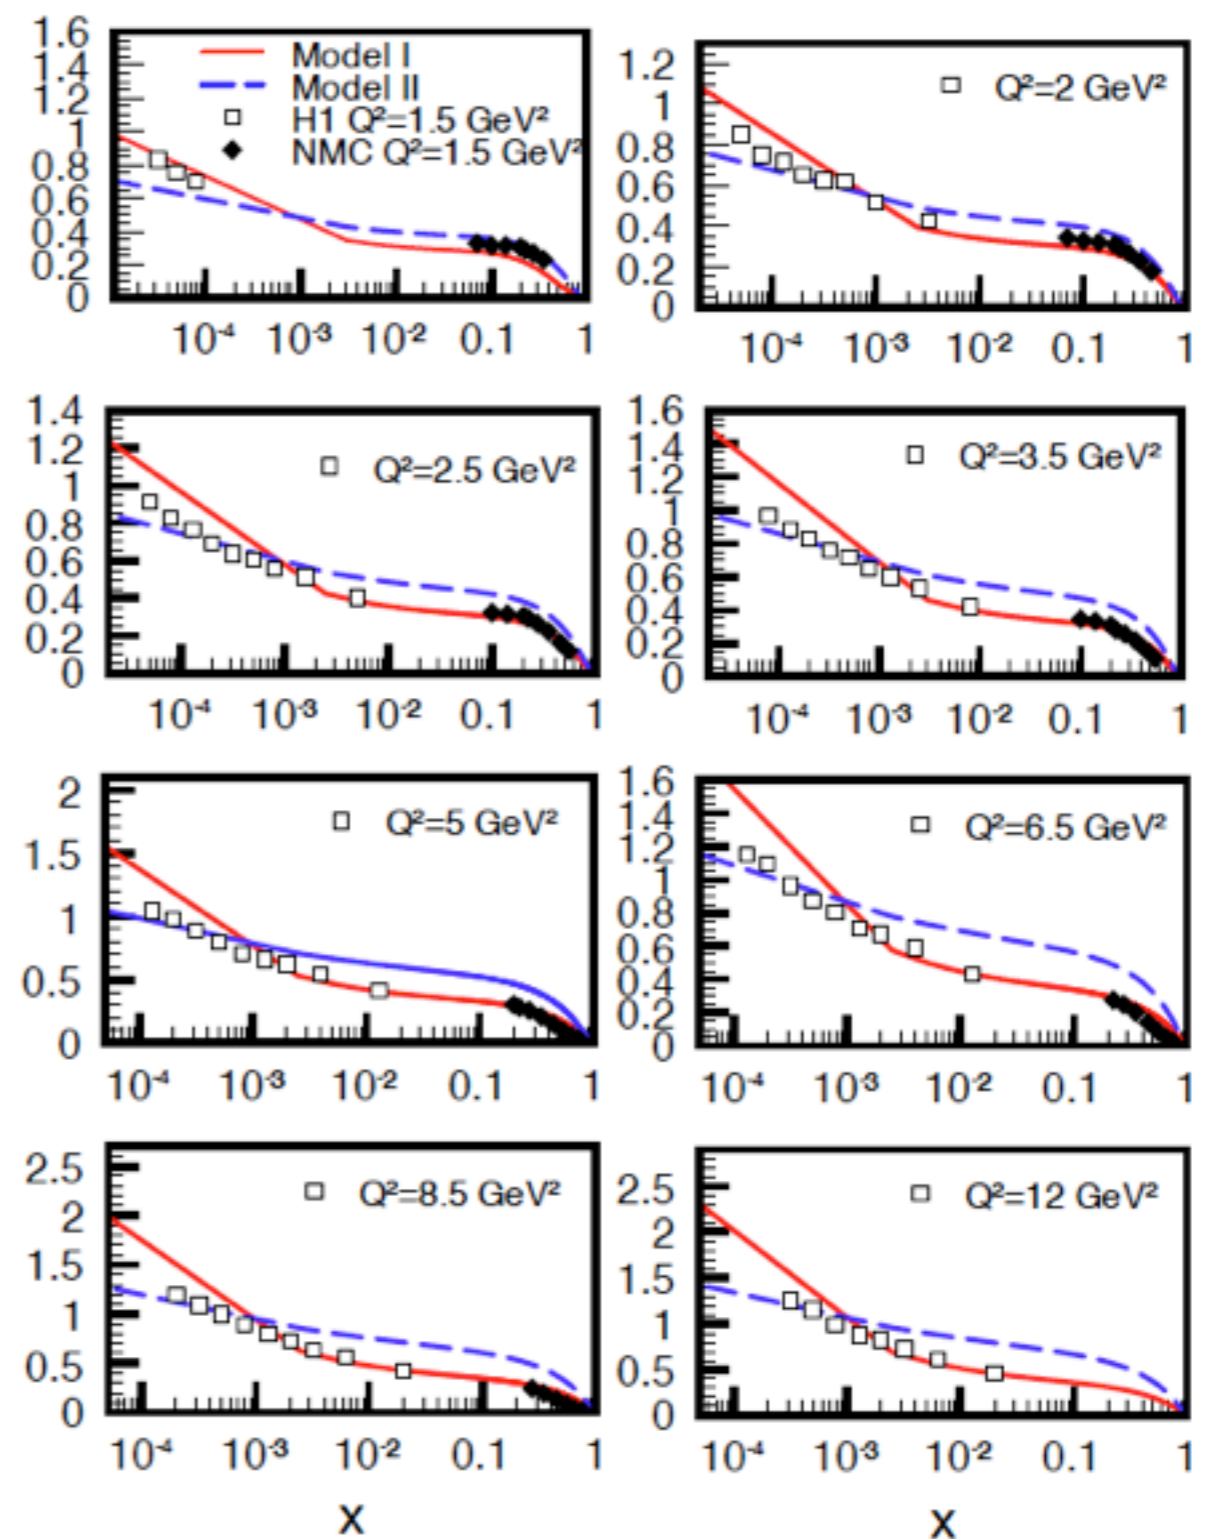 1.6
1.4
1.2
1
0.8
0.6
0.4
0.2
0
Model I
Model II
H1 Q²=1.5 GeV²
NMC Q²=1.5 GeV²
10⁻⁴ 10⁻³ 10⁻² 0.1 1
1.2
1
0.8
0.6
0.4
0.2
0
Q²=2 GeV²
10⁻⁴ 10⁻³ 10⁻² 0.1 1
1.4
1.2
1
0.8
0.6
0.4
0.2
0
Q²=2.5 GeV²
10⁻⁴ 10⁻³ 10⁻² 0.1 1
1.6
1.4
1.2
1
0.8
0.6
0.4
0.2
0
Q²=3.5 GeV²
10⁻⁴ 10⁻³ 10⁻² 0.1 1
2
1.5
1
0.5
0
Q²=5 GeV²
10⁻⁴ 10⁻³ 10⁻² 0.1 1
1.6
1.4
1.2
1
0.8
0.6
0.4
0.2
0
Q²=6.5 GeV²
10⁻⁴ 10⁻³ 10⁻² 0.1 1
2.5
2
1.5
1
0.5
0
Q²=8.5 GeV²
10⁻⁴ 10⁻³ 10⁻² 0.1 1
x
2.5
2
1.5
1
0.5
0
Q²=12 GeV²
10⁻⁴ 10⁻³ 10⁻² 0.1 1
x